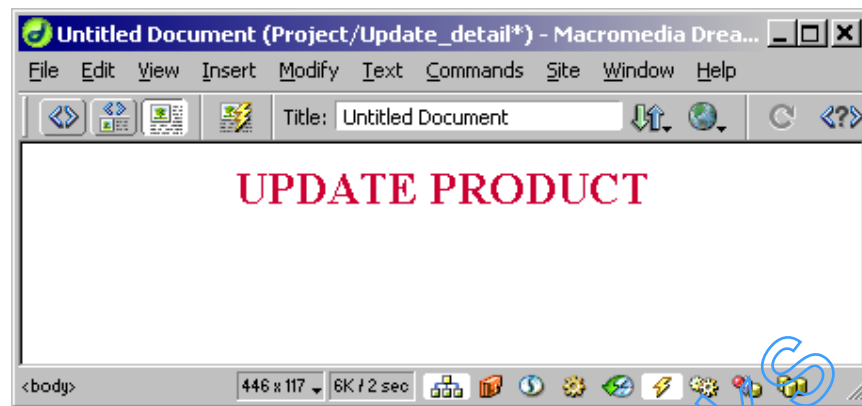 Untitled Document (Project/Update_detail*) - Macromedia Drea...
File Edit View Insert Modify Text Commands Site Window Help
Title: Untitled Document
UPDATE PRODUCT
<body> 446 x 117 6K / 2 sec